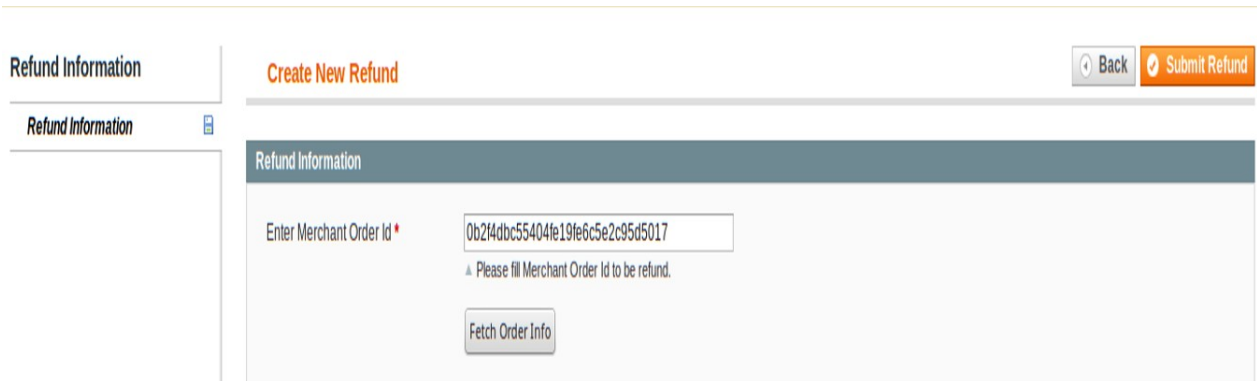 Refund Information
Create New Refund
Back
Submit Refund
Refund Information
Refund Information
Enter Merchant Order Id *
0b2f4dbc55404fe19fe6c5e2c95d5017
Please fill Merchant Order Id to be refund.
Fetch Order Info